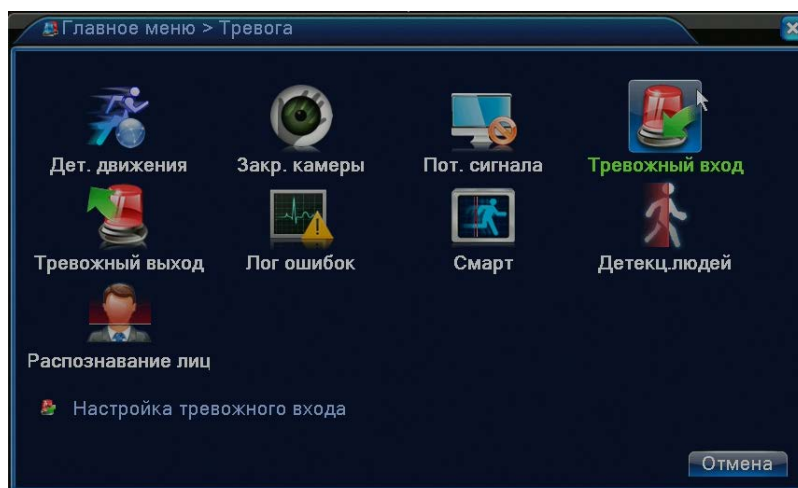 Главное меню > Тревога
Дет. движения Закр. камеры Пот. сигнала Тревожный вход
Тревожный выход Лог ошибок Смарт Детекц.людей
Распознавание лиц
Настройка тревожного входа
Отмена